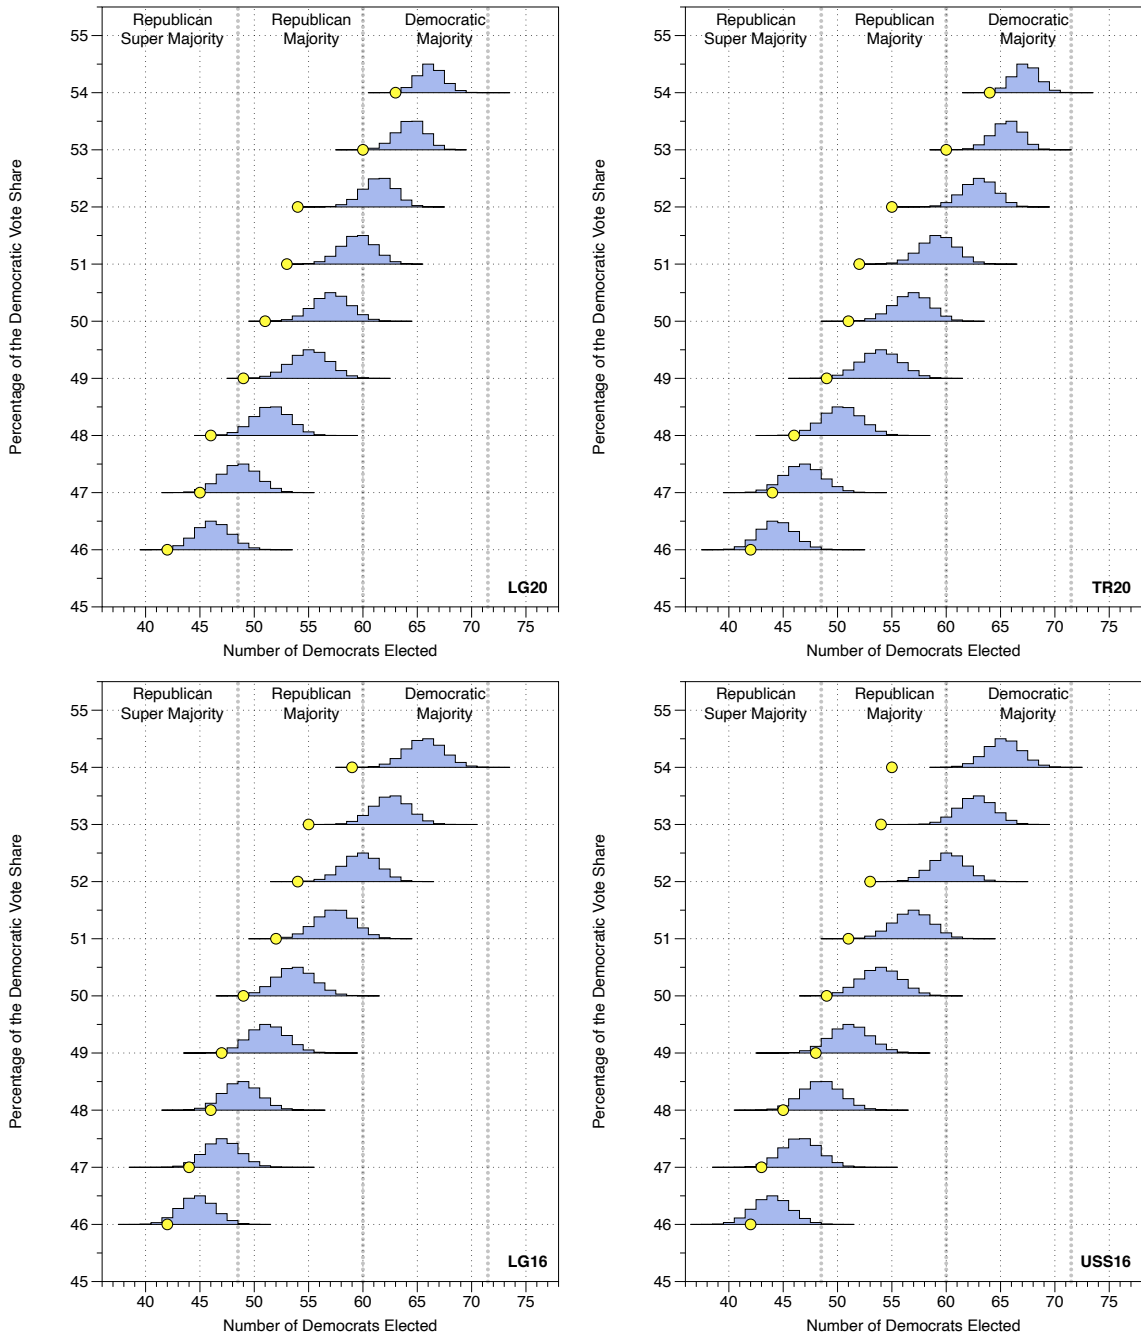 Republican
Super Majority
Republican
Majority
Democratic
Majority
55
54
53
52
51
50
49
48
47
46
45
Percentage of the Democratic Vote Share
LG20
40 45 50 55 60 65 70 75
Number of Democrats Elected
Republican
Super Majority
Republican
Majority
Democratic
Majority
55
54
53
52
51
50
49
48
47
46
45
Percentage of the Democratic Vote Share
TR20
40 45 50 55 60 65 70 75
Number of Democrats Elected
Republican
Super Majority
Republican
Majority
Democratic
Majority
55
54
53
52
51
50
49
48
47
46
45
Percentage of the Democratic Vote Share
LG16
40 45 50 55 60 65 70 75
Number of Democrats Elected
Republican
Super Majority
Republican
Majority
Democratic
Majority
55
54
53
52
51
50
49
48
47
46
45
Percentage of the Democratic Vote Share
USS16
40 45 50 55 60 65 70 75
Number of Democrats Elected